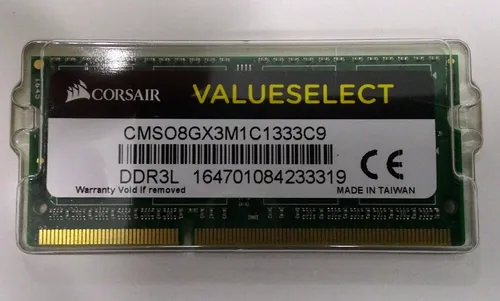 CORSAIR
VALUESELECT
CMSO8GX3M1C1333C9
DDR3L 164701084233319
Warranty Void if removed
MADE IN TAIWAN